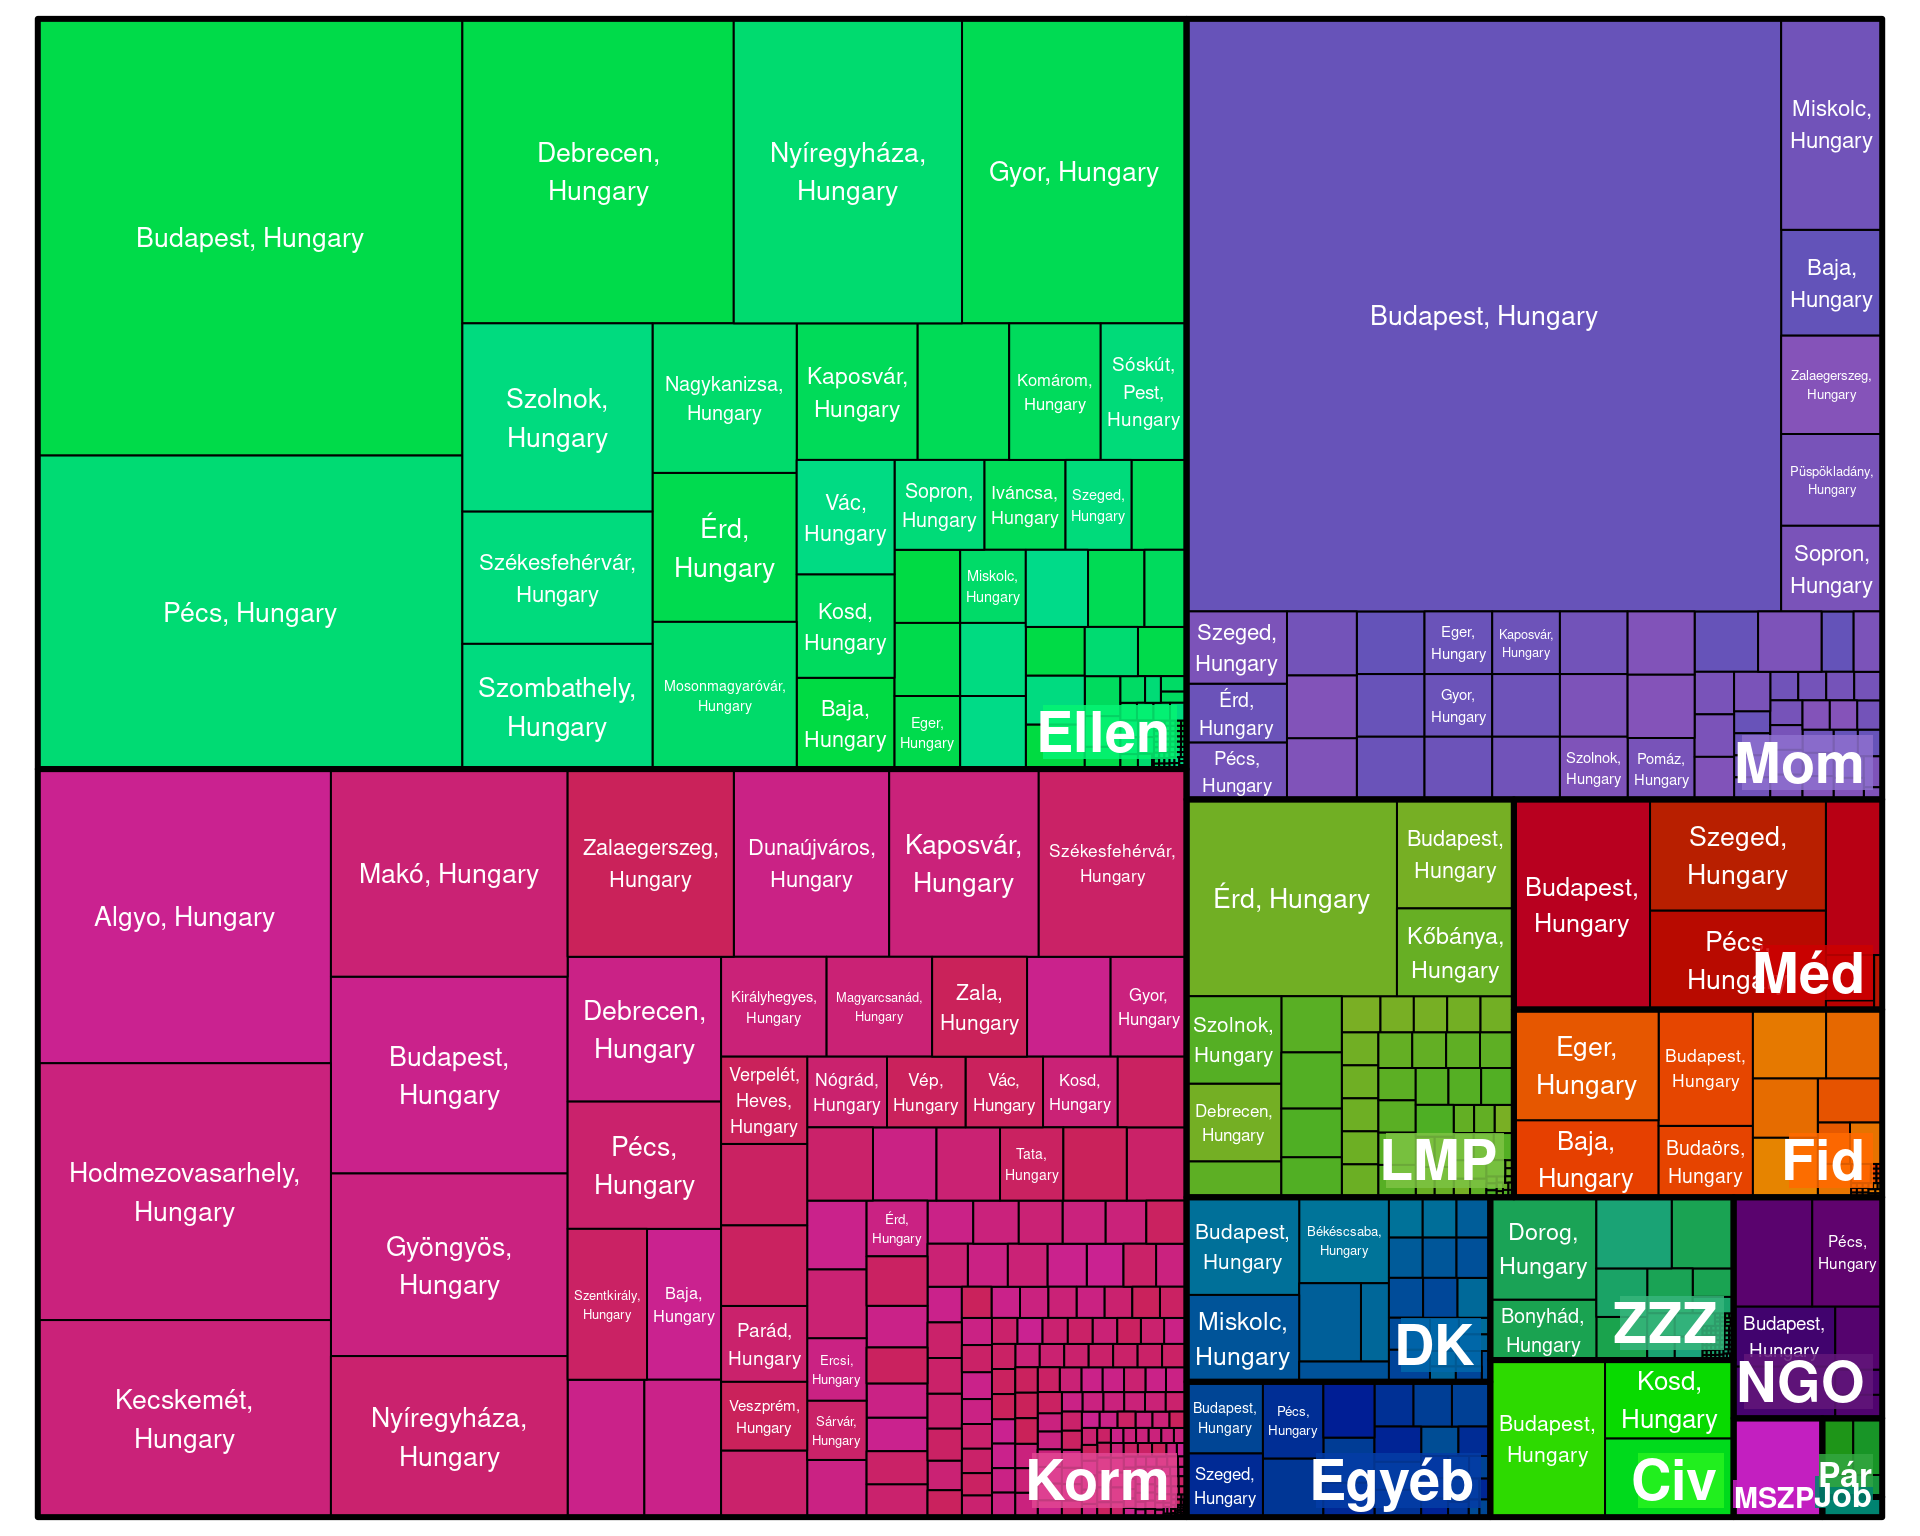 Budapest, Hungary
Pécs, Hungary
Debrecen,
Hungary
Nyíregyháza,
Hungary
Gyor, Hungary
Szolnok,
Hungary
Székesfehérvár,
Hungary
Szombathely,
Hungary
Nagykanizsa,
Hungary
Érd,
Hungary
Mosonmagyaróvár,
Hungary
Kaposvár,
Hungary
Komárom,
Hungary
Sóskút,
Pest,
Hungary
Vác,
Hungary
Kosd,
Hungary
Baja,
Hungary
Sopron,
Hungary
Iváncsa,
Hungary
Szeged,
Hungary
Miskolc,
Hungary
Eger,
Hungary
Ellen
Budapest, Hungary
Miskolc,
Hungary
Baja,
Hungary
Zalaegerszeg,
Hungary
Püspökladány,
Hungary
Sopron,
Hungary
Szeged,
Hungary
Érd,
Hungary
Pécs,
Hungary
Eger,
Hungary
Kaposvár,
Hungary
Gyor,
Hungary
Szolnok,
Hungary
Pomáz,
Hungary
Mom
Algyo, Hungary
Hodmezovasarhely,
Hungary
Kecskemét,
Hungary
Makó, Hungary
Budapest,
Hungary
Gyöngyös,
Hungary
Nyíregyháza,
Hungary
Zalaegerszeg,
Hungary
Dunaújváros,
Hungary
Kaposvár,
Hungary
Székesfehérvár,
Hungary
Debrecen,
Hungary
Pécs,
Hungary
Szentkirály,
Hungary
Baja,
Hungary
Királyhegyes,
Hungary
Magyarcsanád,
Hungary
Zala,
Hungary
Gyor,
Hungary
Verpelét,
Heves,
Hungary
Nógrád,
Hungary
Vép,
Hungary
Vác,
Hungary
Kosd,
Hungary
Tata,
Hungary
Érd,
Hungary
Parád,
Hungary
Ercsi,
Hungary
Veszprém,
Hungary
Sárvár,
Hungary
Korm
Érd, Hungary
Budapest,
Hungary
Kőbánya,
Hungary
Szolnok,
Hungary
Debrecen,
Hungary
LMP
Budapest,
Hungary
Szeged,
Hungary
Pécs,
Hungary
Méd
Eger,
Hungary
Baja,
Hungary
Budapest,
Hungary
Budaörs,
Hungary
Fid
Budapest,
Hungary
Békéscsaba,
Hungary
Miskolc,
Hungary
DK
Dorog,
Hungary
Bonyhád,
Hungary
ZZZ
Pécs,
Hungary
Budapest,
Hungary
NGO
Budapest,
Hungary
Pécs,
Hungary
Szeged,
Hungary
Egyéb
Budapest,
Hungary
Kosd,
Hungary
Civ
MSZP
Pár
Job